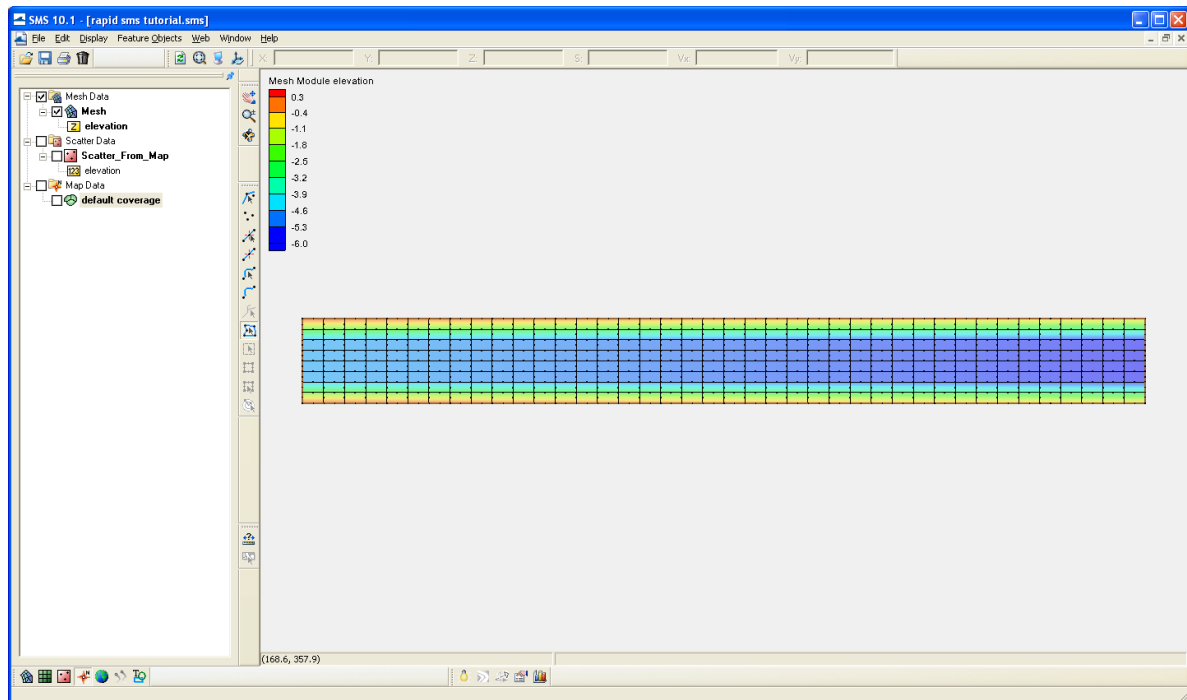 SMS 10.1 - [rapid sms tutorial.sms]
File Edit Display Feature Objects Web Window Help
X: Y: Z: S: Vx: Vy:
Mesh Data
Mesh
Z elevation
Scatter Data
Scatter_From_Map
123 elevation
Map Data
default coverage
Mesh Module elevation
0.3
-0.4
-1.1
-1.8
-2.5
-3.2
-3.9
-4.6
-5.3
-6.0
(168.6, 357.9)